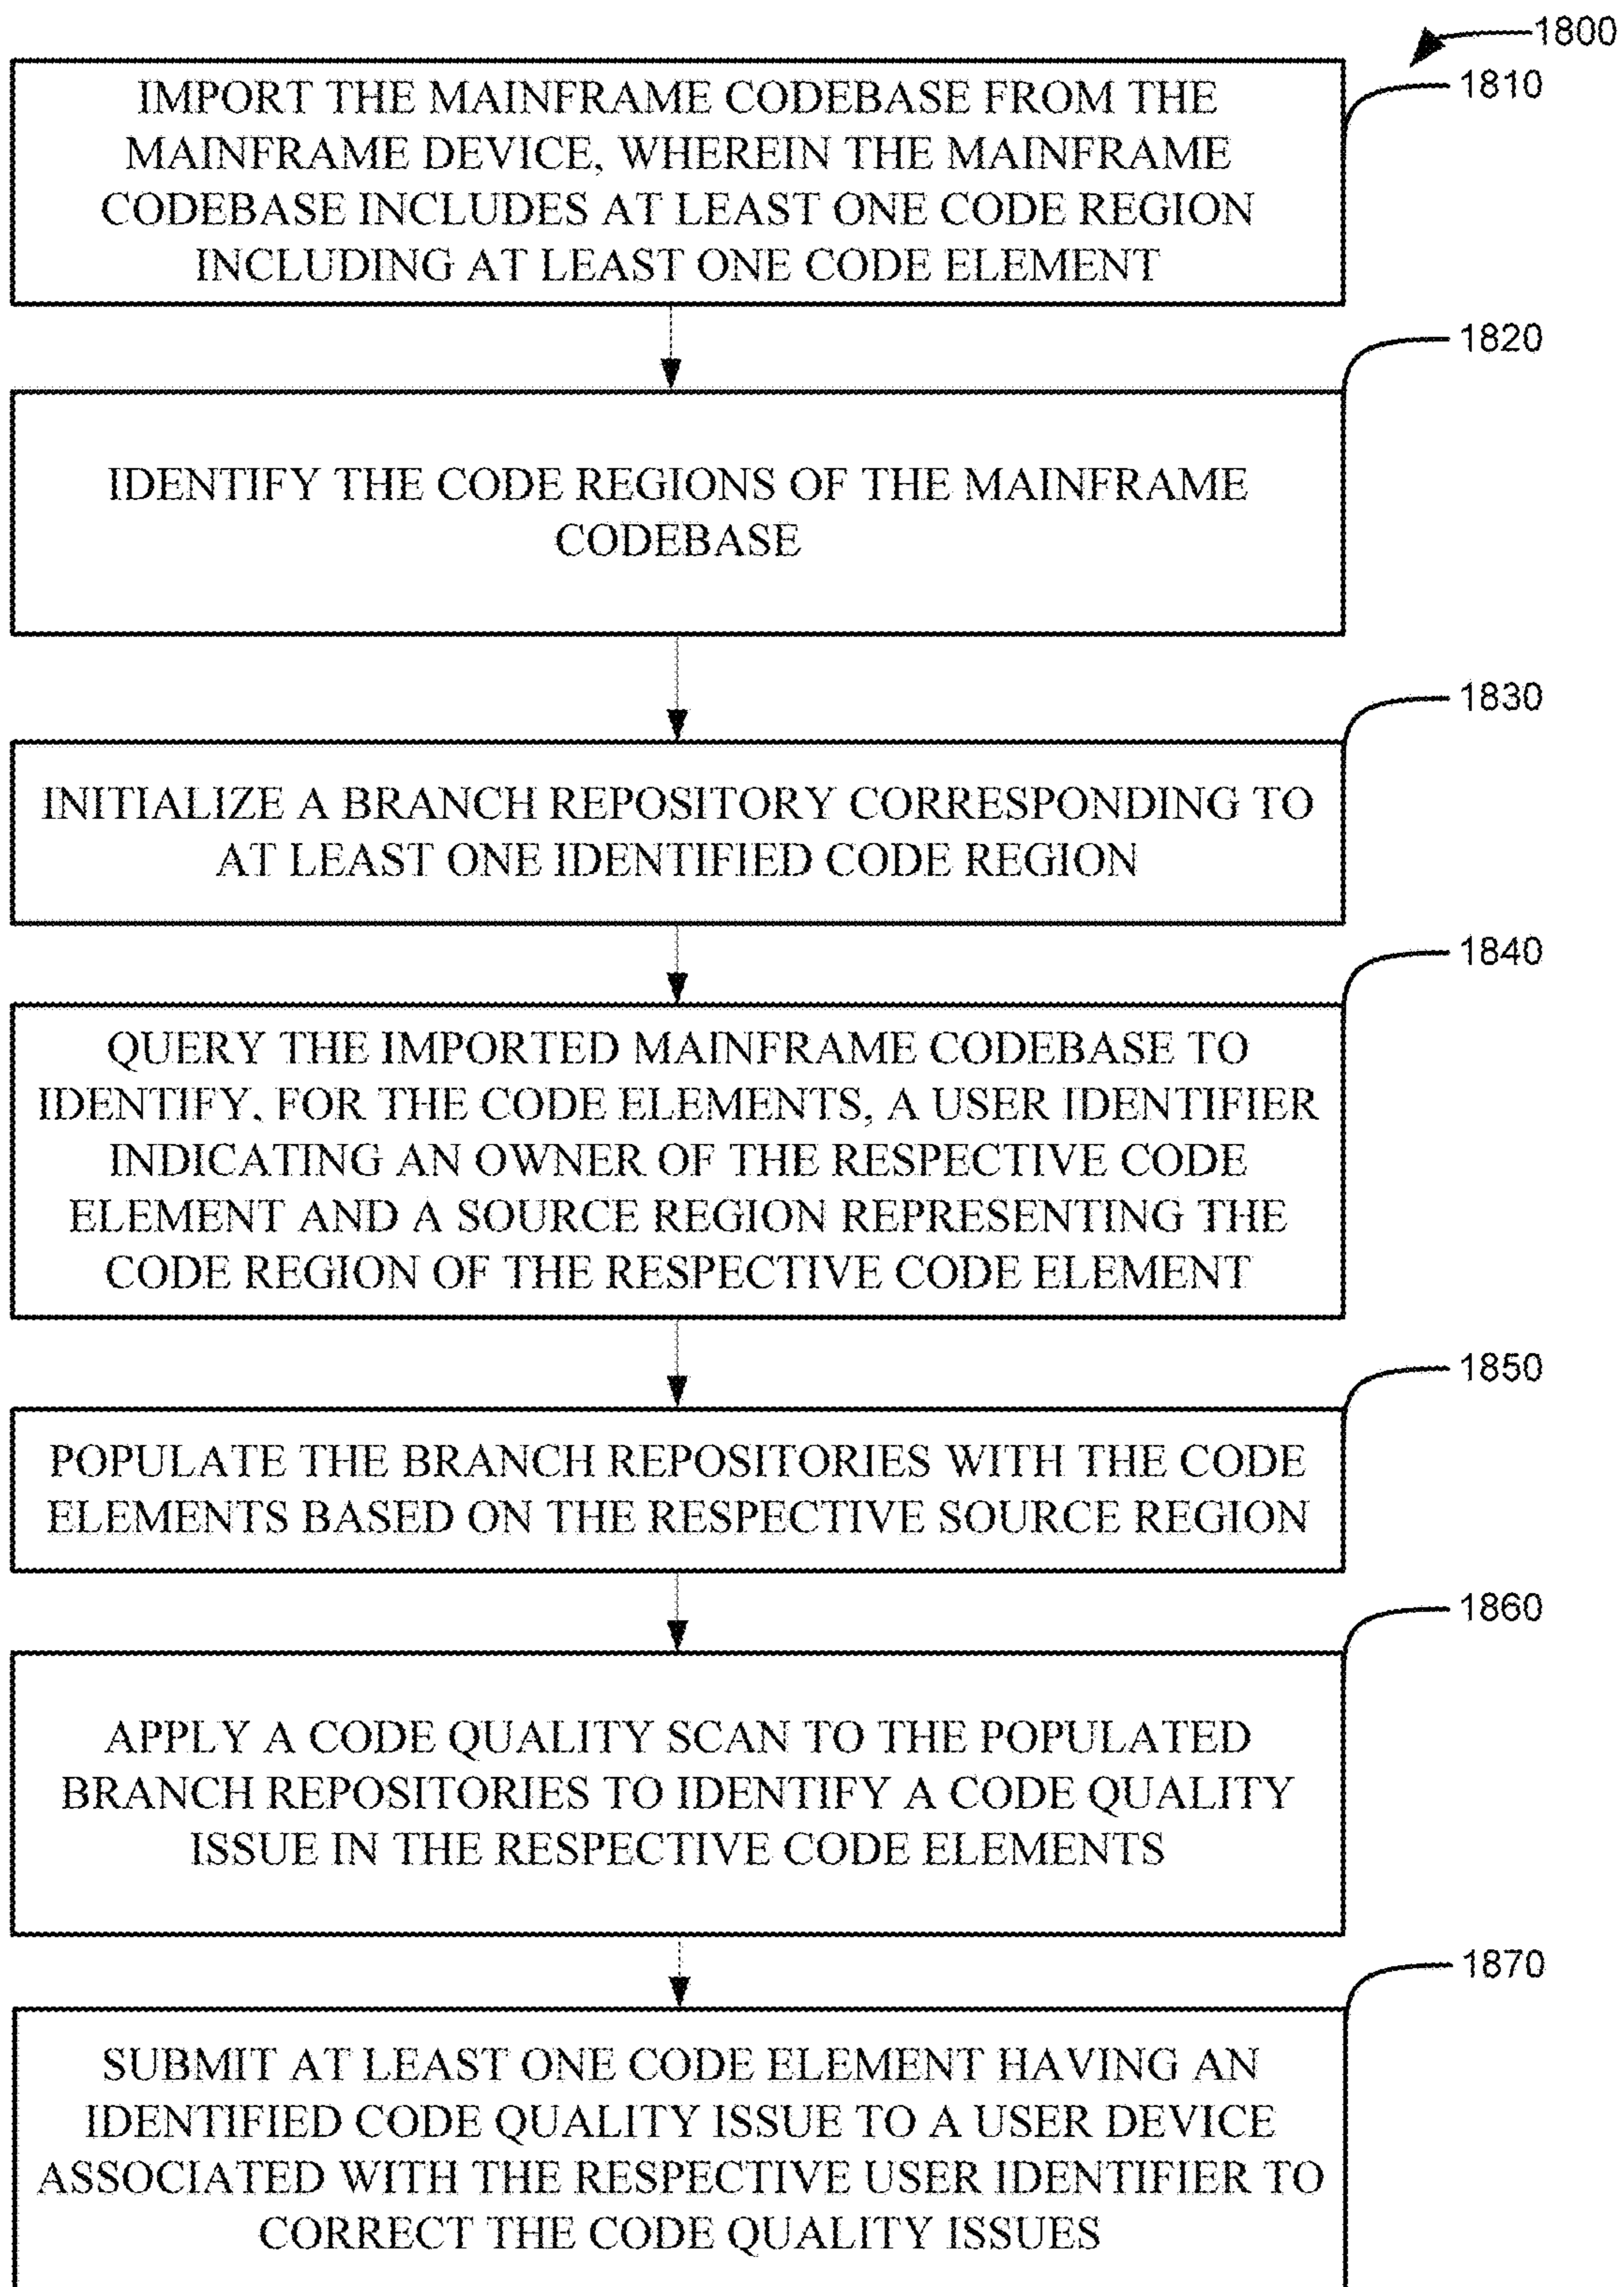 1800
1810
IMPORT THE MAINFRAME CODEBASE FROM THE
MAINFRAME DEVICE, WHEREIN THE MAINFRAME
CODEBASE INCLUDES AT LEAST ONE CODE REGION
INCLUDING AT LEAST ONE CODE ELEMENT
1820
IDENTIFY THE CODE REGIONS OF THE MAINFRAME
CODEBASE
1830
INITIALIZE A BRANCH REPOSITORY CORRESPONDING TO
AT LEAST ONE IDENTIFIED CODE REGION
1840
QUERY THE IMPORTED MAINFRAME CODEBASE TO
IDENTIFY, FOR THE CODE ELEMENTS, A USER IDENTIFIER
INDICATING AN OWNER OF THE RESPECTIVE CODE
ELEMENT AND A SOURCE REGION REPRESENTING THE
CODE REGION OF THE RESPECTIVE CODE ELEMENT
1850
POPULATE THE BRANCH REPOSITORIES WITH THE CODE
ELEMENTS BASED ON THE RESPECTIVE SOURCE REGION
1860
APPLY A CODE QUALITY SCAN TO THE POPULATED
BRANCH REPOSITORIES TO IDENTIFY A CODE QUALITY
ISSUE IN THE RESPECTIVE CODE ELEMENTS
1870
SUBMIT AT LEAST ONE CODE ELEMENT HAVING AN
IDENTIFIED CODE QUALITY ISSUE TO A USER DEVICE
ASSOCIATED WITH THE RESPECTIVE USER IDENTIFIER TO
CORRECT THE CODE QUALITY ISSUES